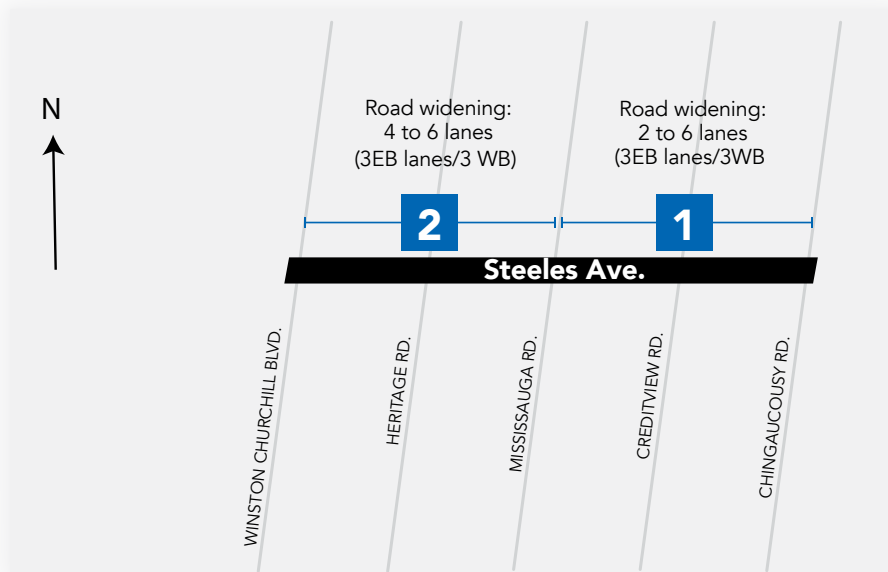 N
Road widening:
4 to 6 lanes
(3EB lanes/3 WB)
Road widening:
2 to 6 lanes
(3EB lanes/3WB
2
1
Steeles Ave.
WINSTON CHURCHILL BLVD.
HERITAGE RD.
MISSISSAUGA RD.
CREDITVIEW RD.
CHINGAUCOUSY RD.